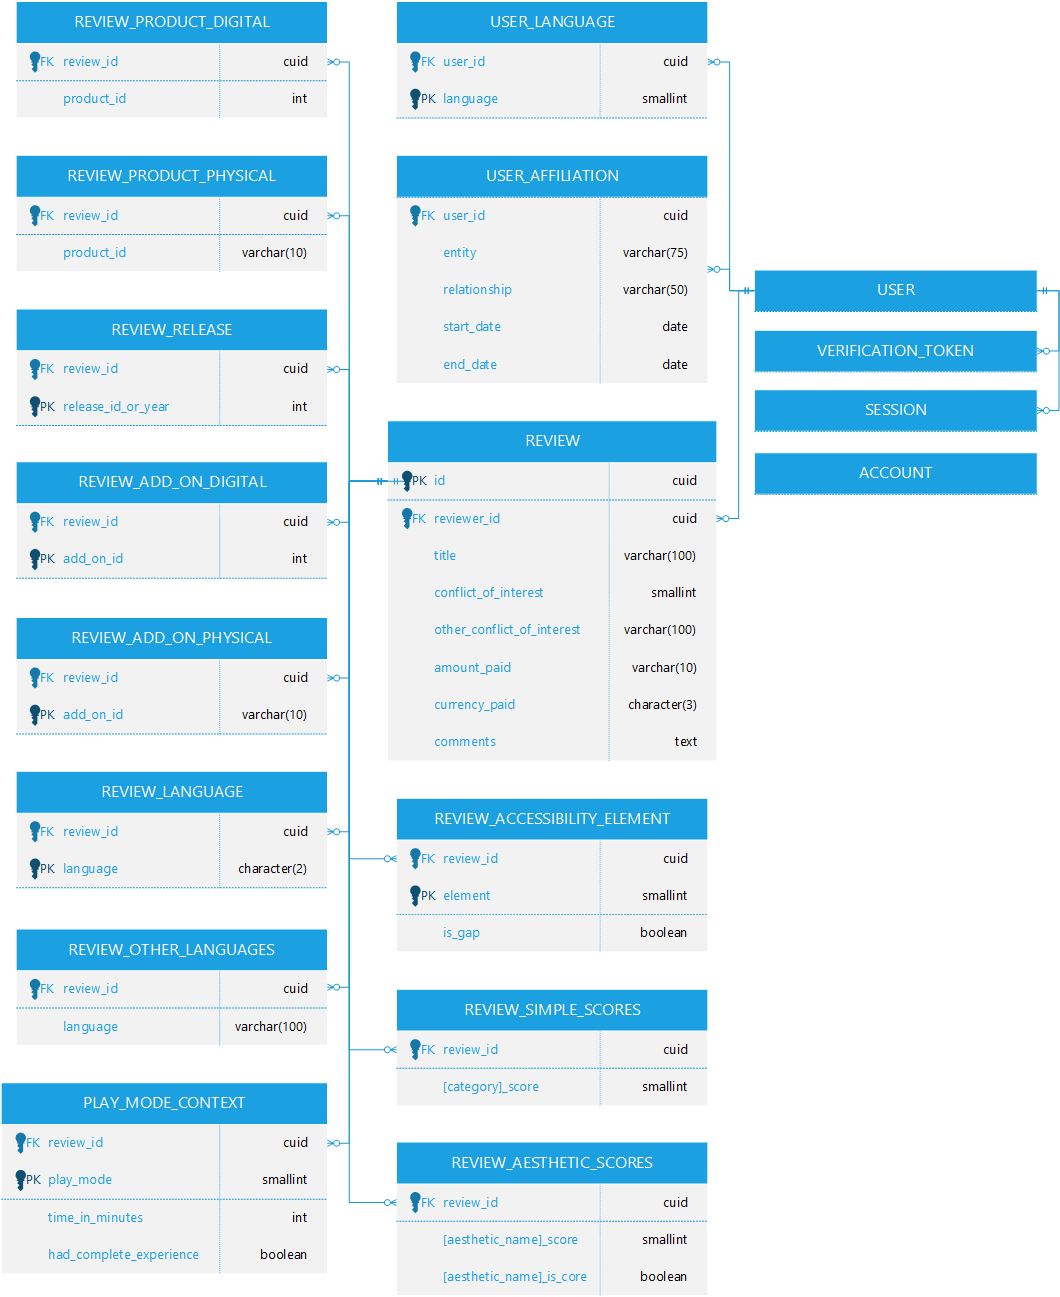 REVIEW_PRODUCT_DIGITAL
FK review_id cuid
product_id int
REVIEW_PRODUCT_PHYSICAL
FK review_id cuid
product_id varchar(10)
REVIEW_RELEASE
FK review_id cuid
PK release_id_or_year int
REVIEW_ADD_ON_DIGITAL
FK review_id cuid
PK add_on_id int
REVIEW_ADD_ON_PHYSICAL
FK review_id cuid
PK add_on_id varchar(10)
REVIEW_LANGUAGE
FK review_id cuid
PK language character(2)
REVIEW_OTHER_LANGUAGES
FK review_id cuid
language varchar(100)
PLAY_MODE_CONTEXT
FK review_id cuid
PK play_mode smallint
time_in_minutes int
had_complete_experience boolean
USER_LANGUAGE
FK user_id cuid
PK language smallint
USER_AFFILIATION
FK user_id cuid
entity varchar(75)
relationship varchar(50)
start_date date
end_date date
REVIEW
PK id cuid
FK reviewer_id cuid
title varchar(100)
conflict_of_interest smallint
other_conflict_of_interest varchar(100)
amount_paid varchar(10)
currency_paid character(3)
comments text
REVIEW_ACCESSIBILITY_ELEMENT
FK review_id cuid
PK element smallint
is_gap boolean
REVIEW_SIMPLE_SCORES
FK review_id cuid
[category]_score smallint
REVIEW_AESTHETIC_SCORES
FK review_id cuid
[aesthetic_name]_score smallint
[aesthetic_name]_is_core boolean
USER
VERIFICATION_TOKEN
SESSION
ACCOUNT